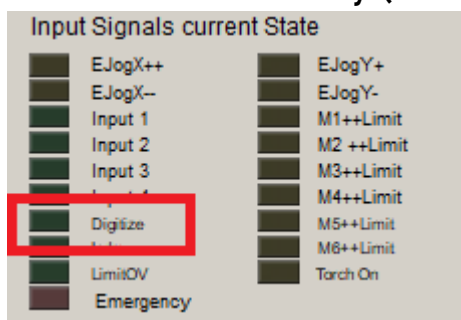 Input Signals current State
EJogX++
EJogX--
Input 1
Input 2
Input 3
Digitize
LimitOV
Emergency
EJogY+
EJogY-
M1++Limit
M2 ++Limit
M3++Limit
M4++Limit
M5++Limit
M6++Limit
Torch On